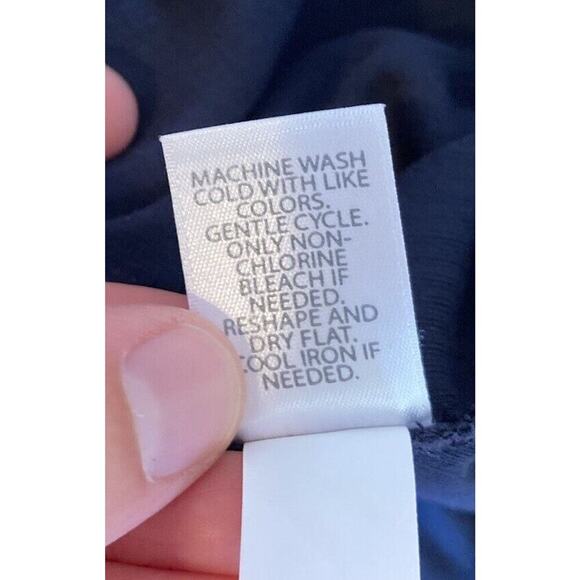 MACHINE WASH
COLD WITH LIKE
COLORS.
GENTLE CYCLE.
ONLY NON-
CHLORINE
BLEACH IF
NEEDED.
RESHAPE AND
DRY FLAT.
COOL IRON IF
NEEDED.